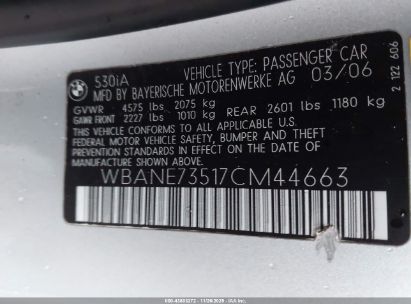 530iA VEHICLE TYPE: PASSENGER CAR
MFD BY BAYERISCHE MOTORENWERKE AG 03/06
GVWR 4575 lbs 2075 kg
GAWR FRONT 2227 lbs 1010 kg REAR 2601 lbs 1180 kg
THIS VEHICLE CONFORMS TO ALL APPLICABLE U.S.
FEDERAL MOTOR VEHICLE SAFETY, BUMPER AND THEFT
PREVENTION STANDARDS IN EFFECT ON THE DATE OF
MANUFACTURE SHOWN ABOVE.
WBANE73517CM44663
2 122 606